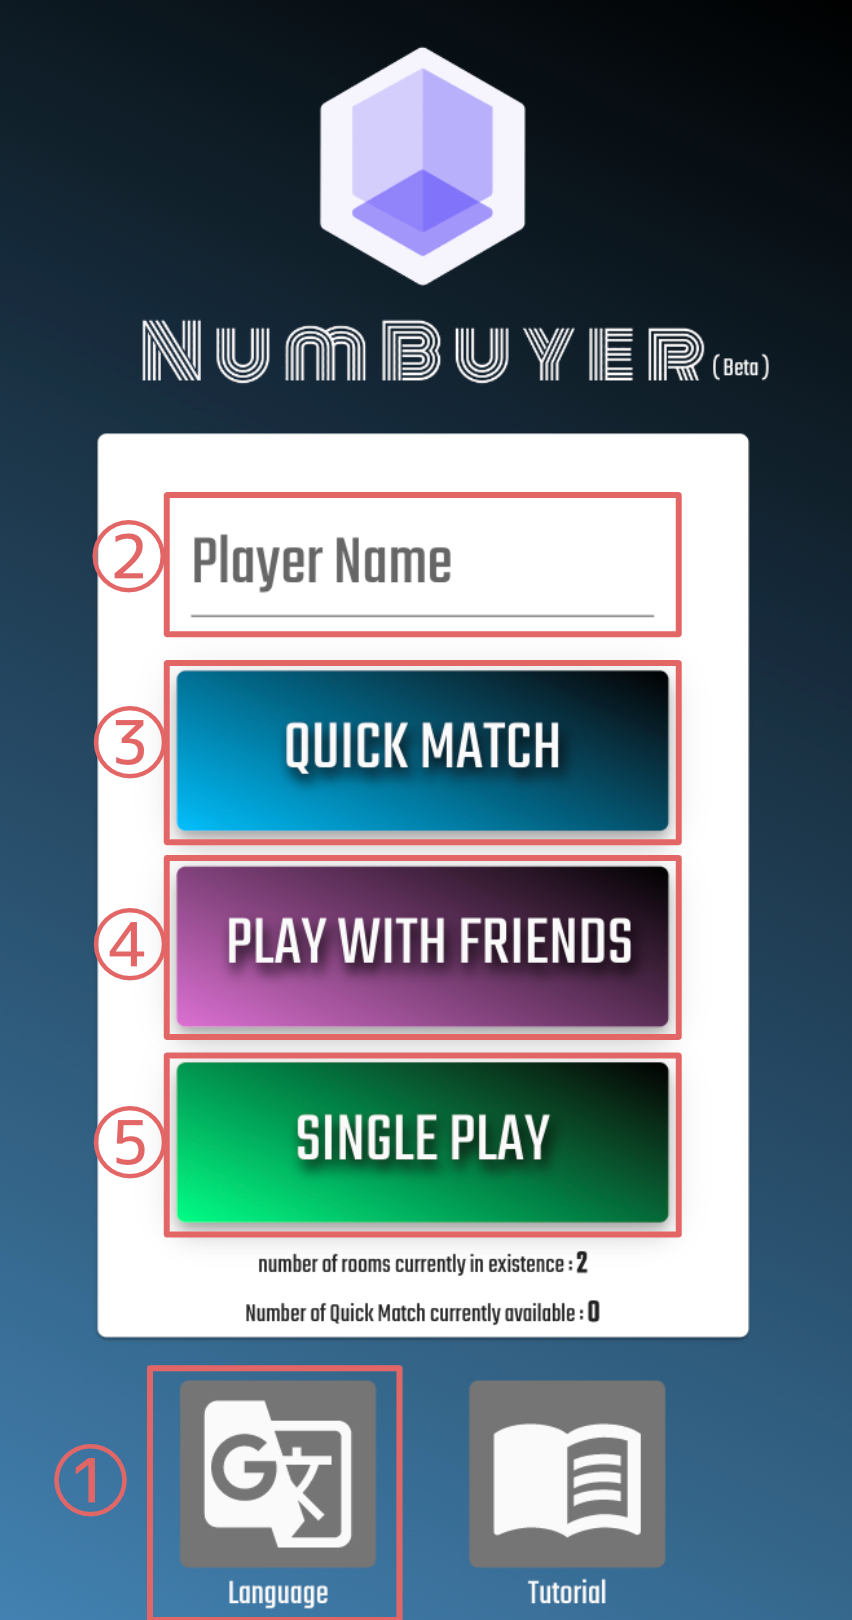 NumBuyer (Beta)
② Player Name
③ QUICK MATCH
④ PLAY WITH FRIENDS
⑤ SINGLE PLAY
number of rooms currently in existence : 2
Number of Quick Match currently available : 0
① G文
Language
Tutorial